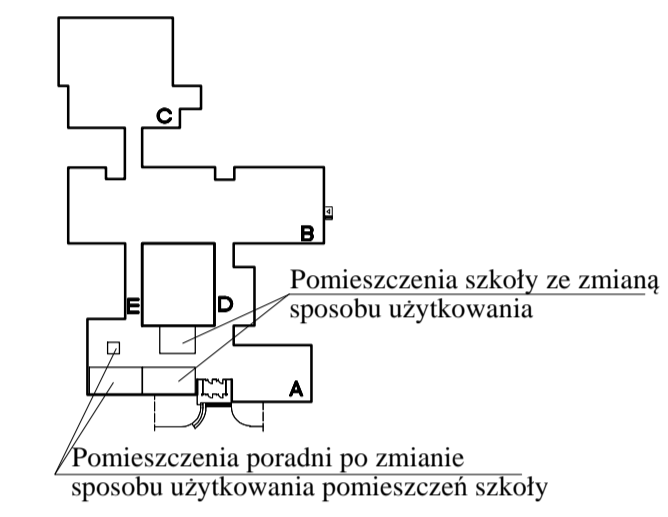 C
B
Pomieszczenia szkoły ze zmianą
sposobu użytkowania
E
D
A
Pomieszczenia poradni po zmianie
sposobu użytkowania pomieszczeń szkoły